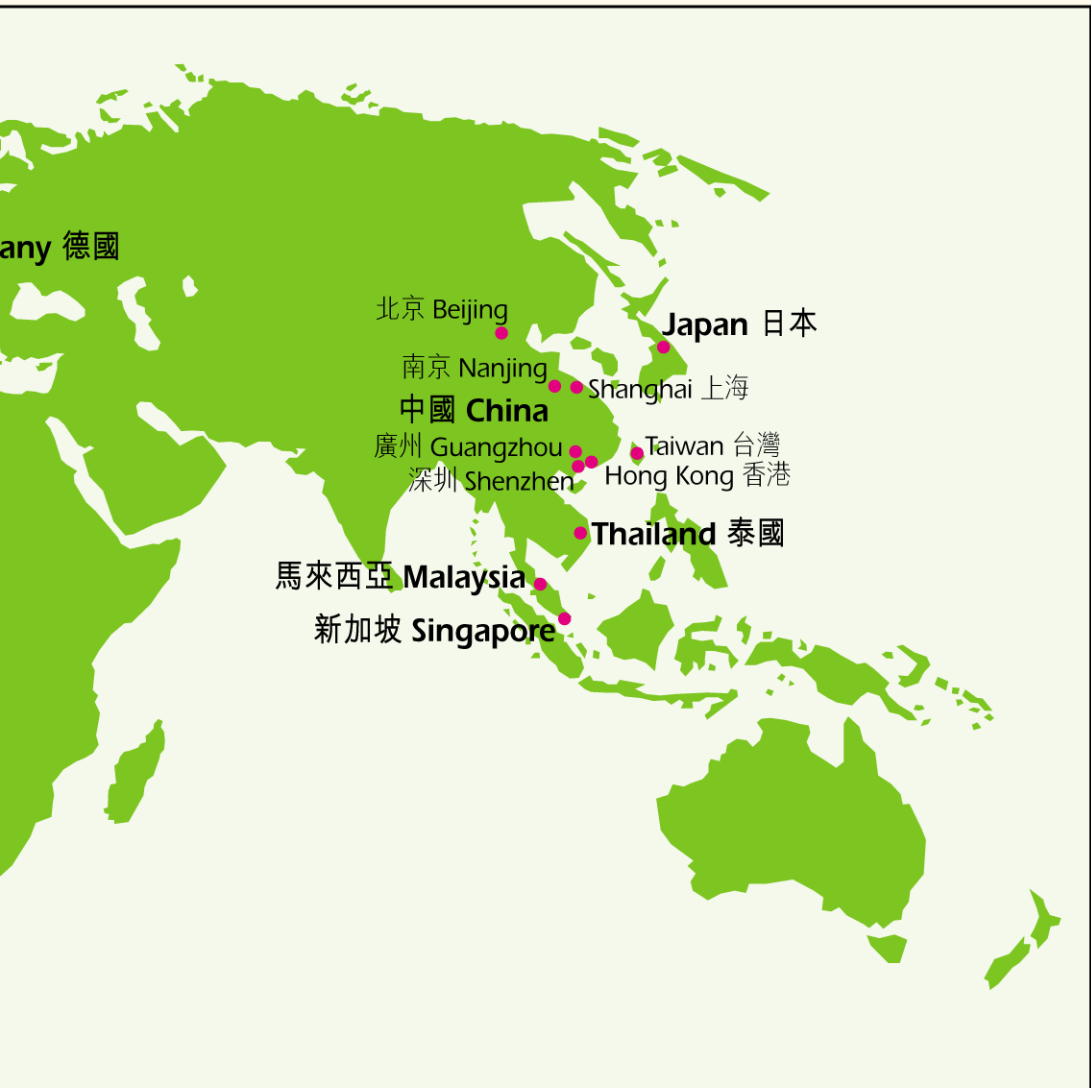 any 德國
北京 Beijing
Japan 日本
南京 Nanjing
Shanghai 上海
中國 China
廣州 Guangzhou
Taiwan 台灣
深圳 Shenzhen
Hong Kong 香港
Thailand 泰國
馬來西亞 Malaysia
新加坡 Singapore